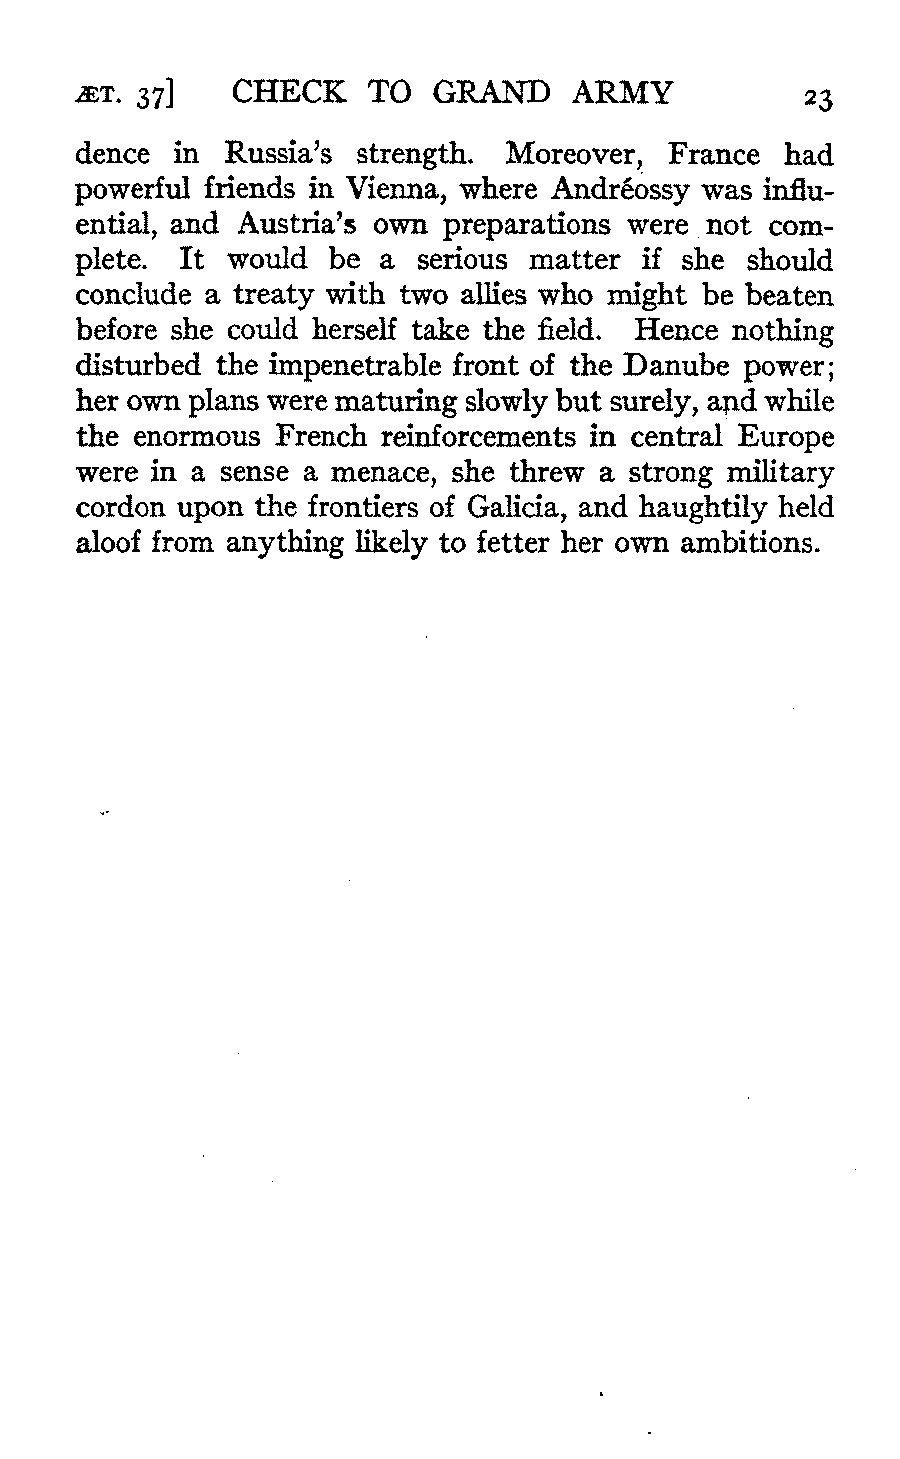 ÆT. 37] CHECK TO GRAND ARMY 23
dence in Russia's strength. Moreover, France had
powerful friends in Vienna, where Andréossy was influ-
ential, and Austria's own preparations were not com-
plete. It would be a serious matter if she should
conclude a treaty with two allies who might be beaten
before she could herself take the field. Hence nothing
disturbed the impenetrable front of the Danube power;
her own plans were maturing slowly but surely, and while
the enormous French reinforcements in central Europe
were in a sense a menace, she threw a strong military
cordon upon the frontiers of Galicia, and haughtily held
aloof from anything likely to fetter her own ambitions.